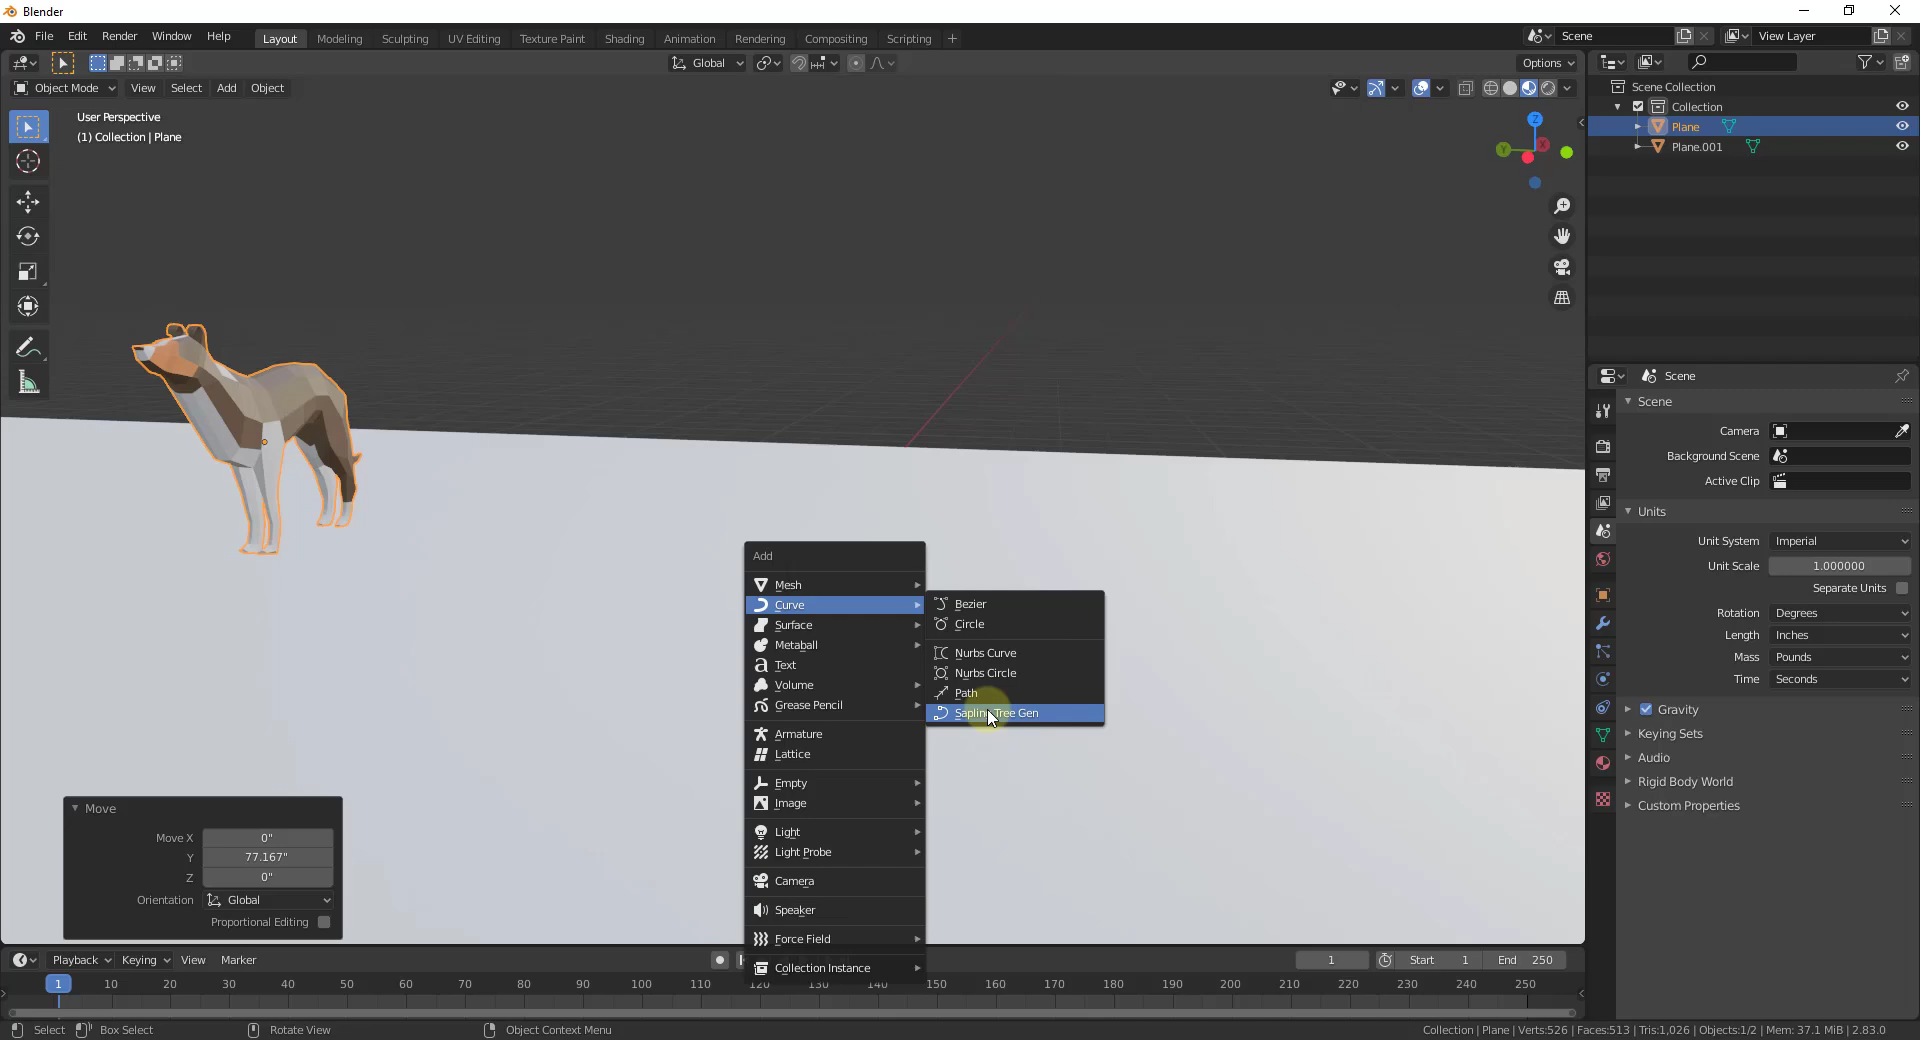 Blender
File Edit Render Window Help
Layout Modeling Sculpting UV Editing Texture Paint Shading Animation Rendering Compositing Scripting +
Scene
View Layer
Global
Options
Object Mode View Select Add Object
User Perspective
(1) Collection | Plane
Z
Y
X
Scene Collection
Collection
Plane
Plane.001
Scene
Scene
Camera
Background Scene
Active Clip
Units
Unit System Imperial
Unit Scale 1.000000
Separate Units
Rotation Degrees
Length Inches
Mass Pounds
Time Seconds
Gravity
Keying Sets
Audio
Rigid Body World
Custom Properties
Add
Mesh
Curve
Surface
Metaball
Text
Volume
Grease Pencil
Armature
Lattice
Empty
Image
Light
Light Probe
Camera
Speaker
Force Field
Collection Instance
Bezier
Circle
Nurbs Curve
Nurbs Circle
Path
Sapling Tree Gen
Move
Move X 0"
Y 77.167"
Z 0"
Orientation Global
Proportional Editing
Playback Keying View Marker
1 Start 1 End 250
1 10 20 30 40 50 60 70 80 90 100 110 120 130 140 150 160 170 180 190 200 210 220 230 240 250
Select Box Select Rotate View Object Context Menu
Collection | Plane | Verts:526 | Faces:513 | Tris:1,026 | Objects:1/2 | Mem: 37.1 MiB | 2.83.0